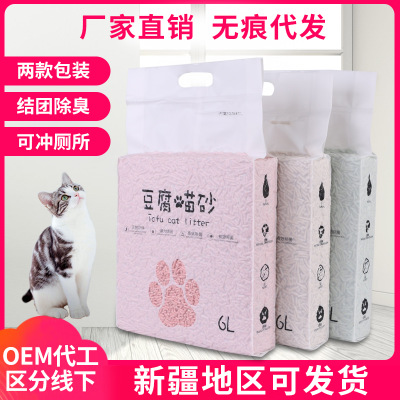 厂家直销 无痕代发
两款包装
结团除臭
可冲厕所
豆腐喵砂
Tofu cat litter
6L
6L
6L
OEM代工
区分线下
新疆地区可发货